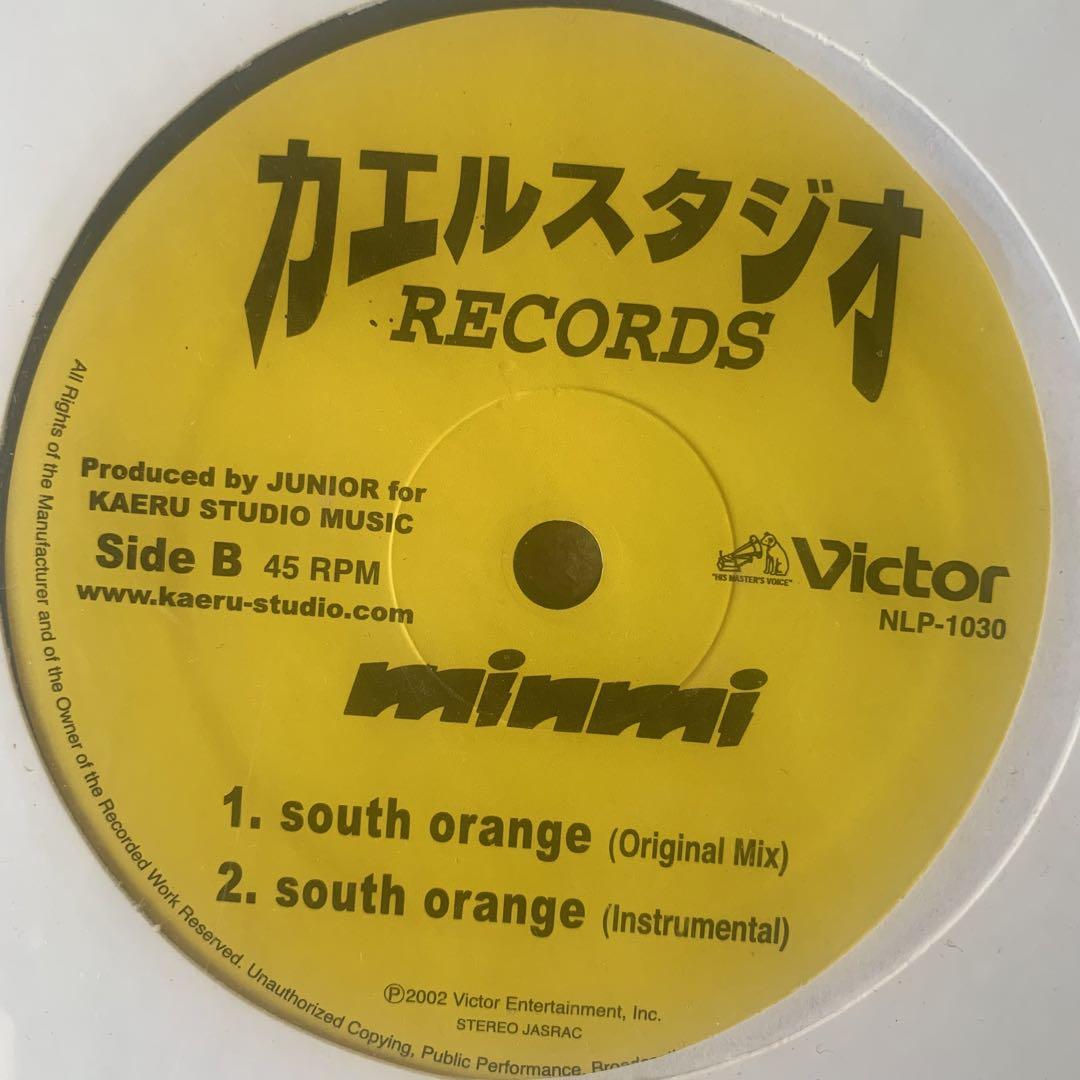 カエルスタジオ
RECORDS
Produced by JUNIOR for
KAERU STUDIO MUSIC
Side B 45 RPM
www.kaeru-studio.com
"HIS MASTER'S VOICE"
Victor
NLP-1030
minmi
1. south orange (Original Mix)
2. south orange (Instrumental)
℗2002 Victor Entertainment, Inc.
STEREO JASRAC
All Rights of the Manufacturer and of the Owner of the Recorded Work Reserved. Unauthorized Copying, Public Performance,